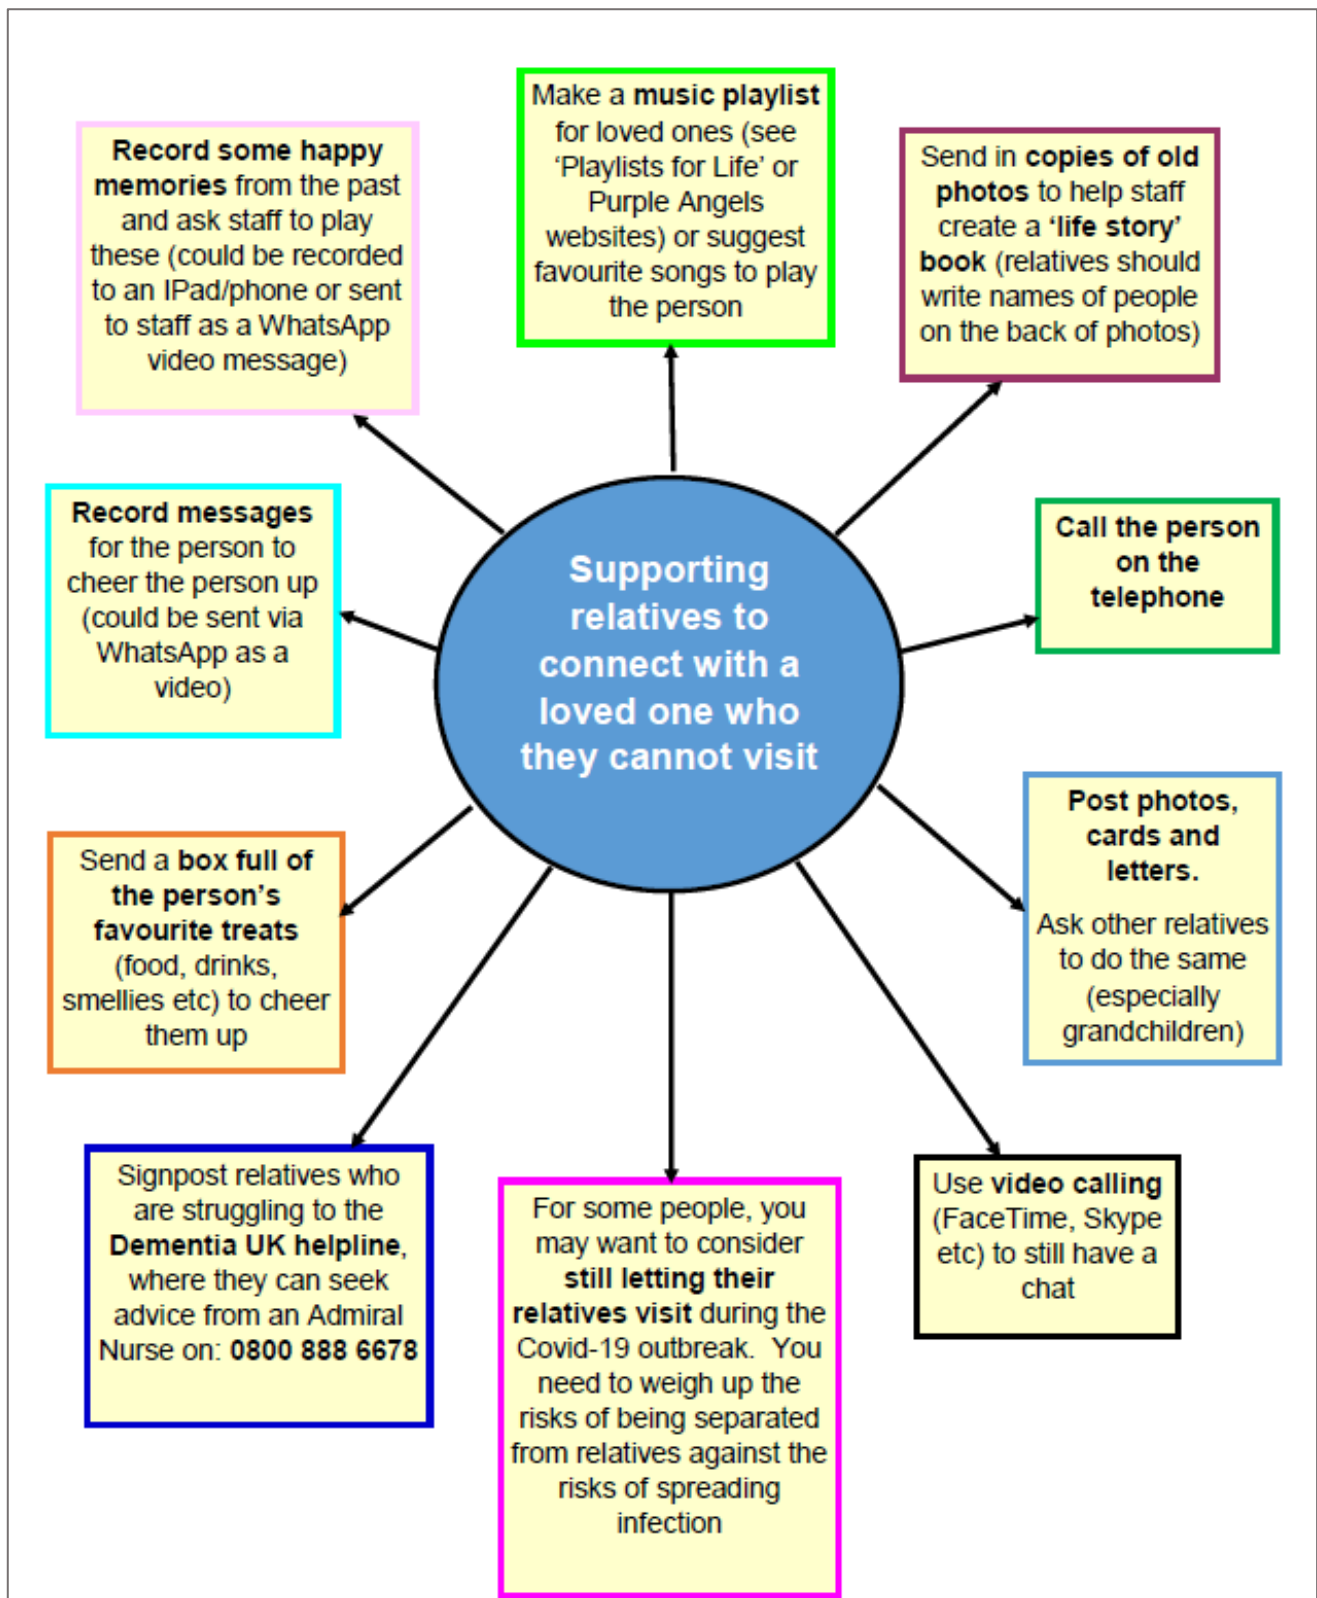 Make a music playlist
for loved ones (see
‘Playlists for Life’ or
Purple Angels
websites) or suggest
favourite songs to play
the person
Record some happy
memories from the past
and ask staff to play
these (could be recorded
to an IPad/phone or sent
to staff as a WhatsApp
video message)
Send in copies of old
photos to help staff
create a ‘life story’
book (relatives should
write names of people
on the back of photos)
Record messages
for the person to
cheer the person up
(could be sent via
WhatsApp as a
video)
Supporting
relatives to
connect with a
loved one who
they cannot visit
Call the person
on the
telephone
Send a box full of
the person’s
favourite treats
(food, drinks,
smellies etc) to cheer
them up
Post photos,
cards and
letters.
Ask other relatives
to do the same
(especially
grandchildren)
Signpost relatives who
are struggling to the
Dementia UK helpline,
where they can seek
advice from an Admiral
Nurse on: 0800 888 6678
For some people, you
may want to consider
still letting their
relatives visit during the
Covid-19 outbreak.  You
need to weigh up the
risks of being separated
from relatives against the
risks of spreading
infection
Use video calling
(FaceTime, Skype
etc) to still have a
chat